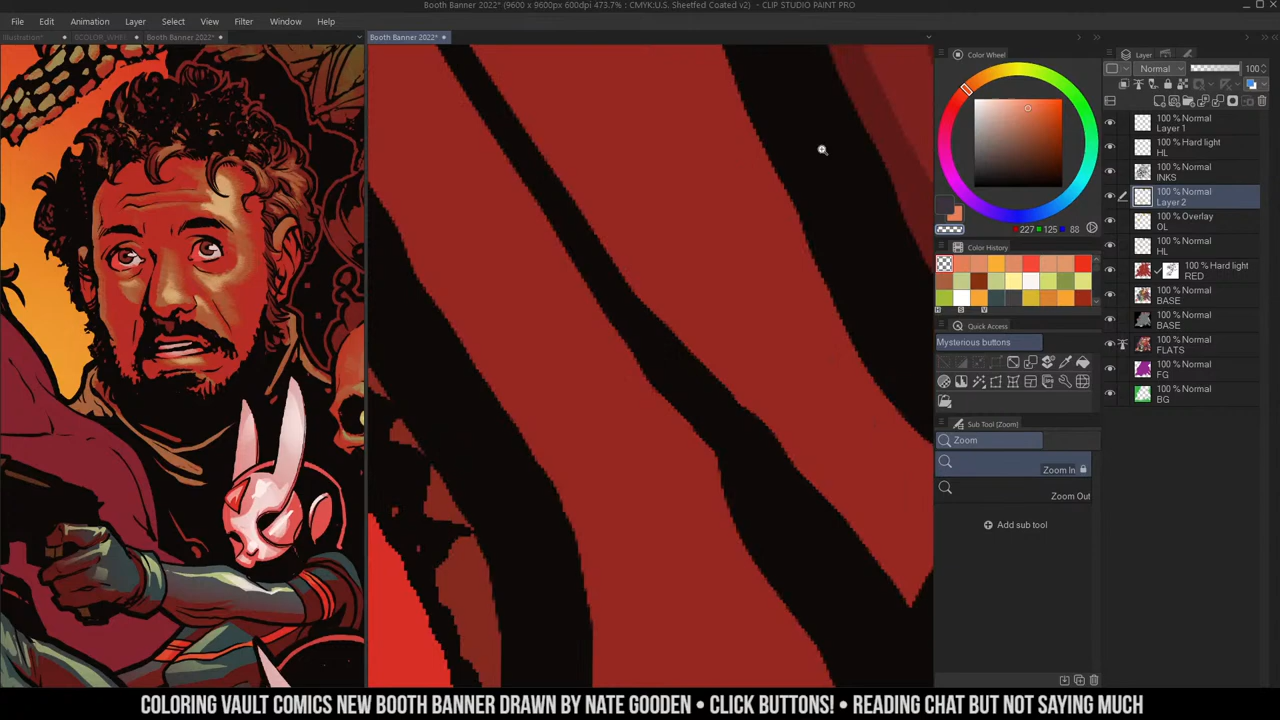 Booth Banner 2022* (9600 x 9600px 600dpi 473.7% : CMYK:U.S. Sheetfed Coated v2) - CLIP STUDIO PAINT PRO
File Edit Animation Layer Select View Filter Window Help
Illustration* 5COLOR_WHE Booth Banner 2022* Booth Banner 2022*
Color Wheel
227 125 88
Color History
H S V
Quick Access
Mysterious buttons
Sub Tool [Zoom]
Zoom
Zoom In
Zoom Out
Add sub tool
Layer
Normal 100
100 % Normal
Layer 1
100 % Hard light
HL
100 % Normal
INKS
100 % Normal
Layer 2
100 % Overlay
OL
100 % Normal
HL
100 % Hard light
RED
100 % Normal
BASE
100 % Normal
BASE
100 % Normal
FLATS
100 % Normal
FG
100 % Normal
BG
COLORING VAULT COMICS NEW BOOTH BANNER DRAWN BY NATE GOODEN • CLICK BUTTONS! • READING CHAT BUT NOT SAYING MUCH